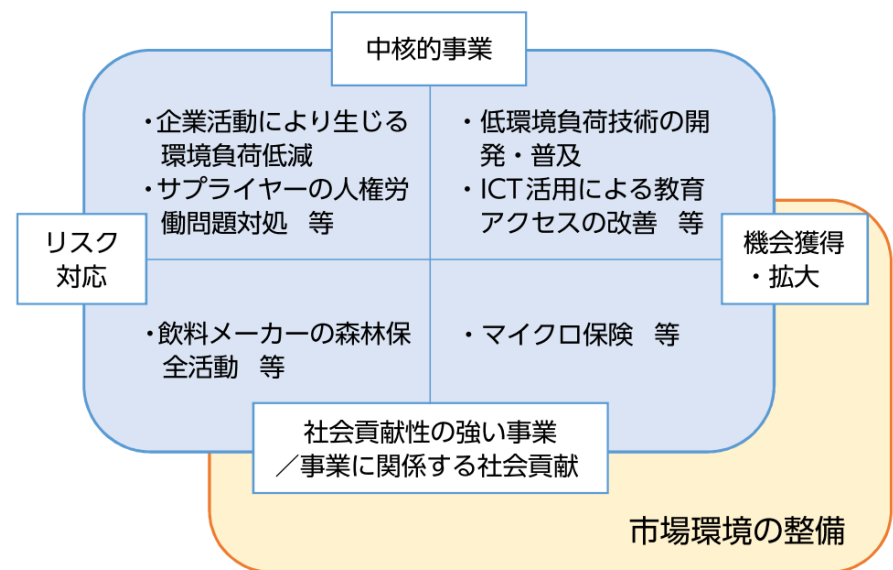 中核的事業
・企業活動により生じる
環境負荷低減
・サプライヤーの人権労
働問題対処 等
・低環境負荷技術の開
発・普及
・ICT活用による教育
アクセスの改善 等
リスク
対応
機会獲得
・拡大
・飲料メーカーの森林保
全活動 等
・マイクロ保険 等
社会貢献性の強い事業
／事業に関係する社会貢献
市場環境の整備